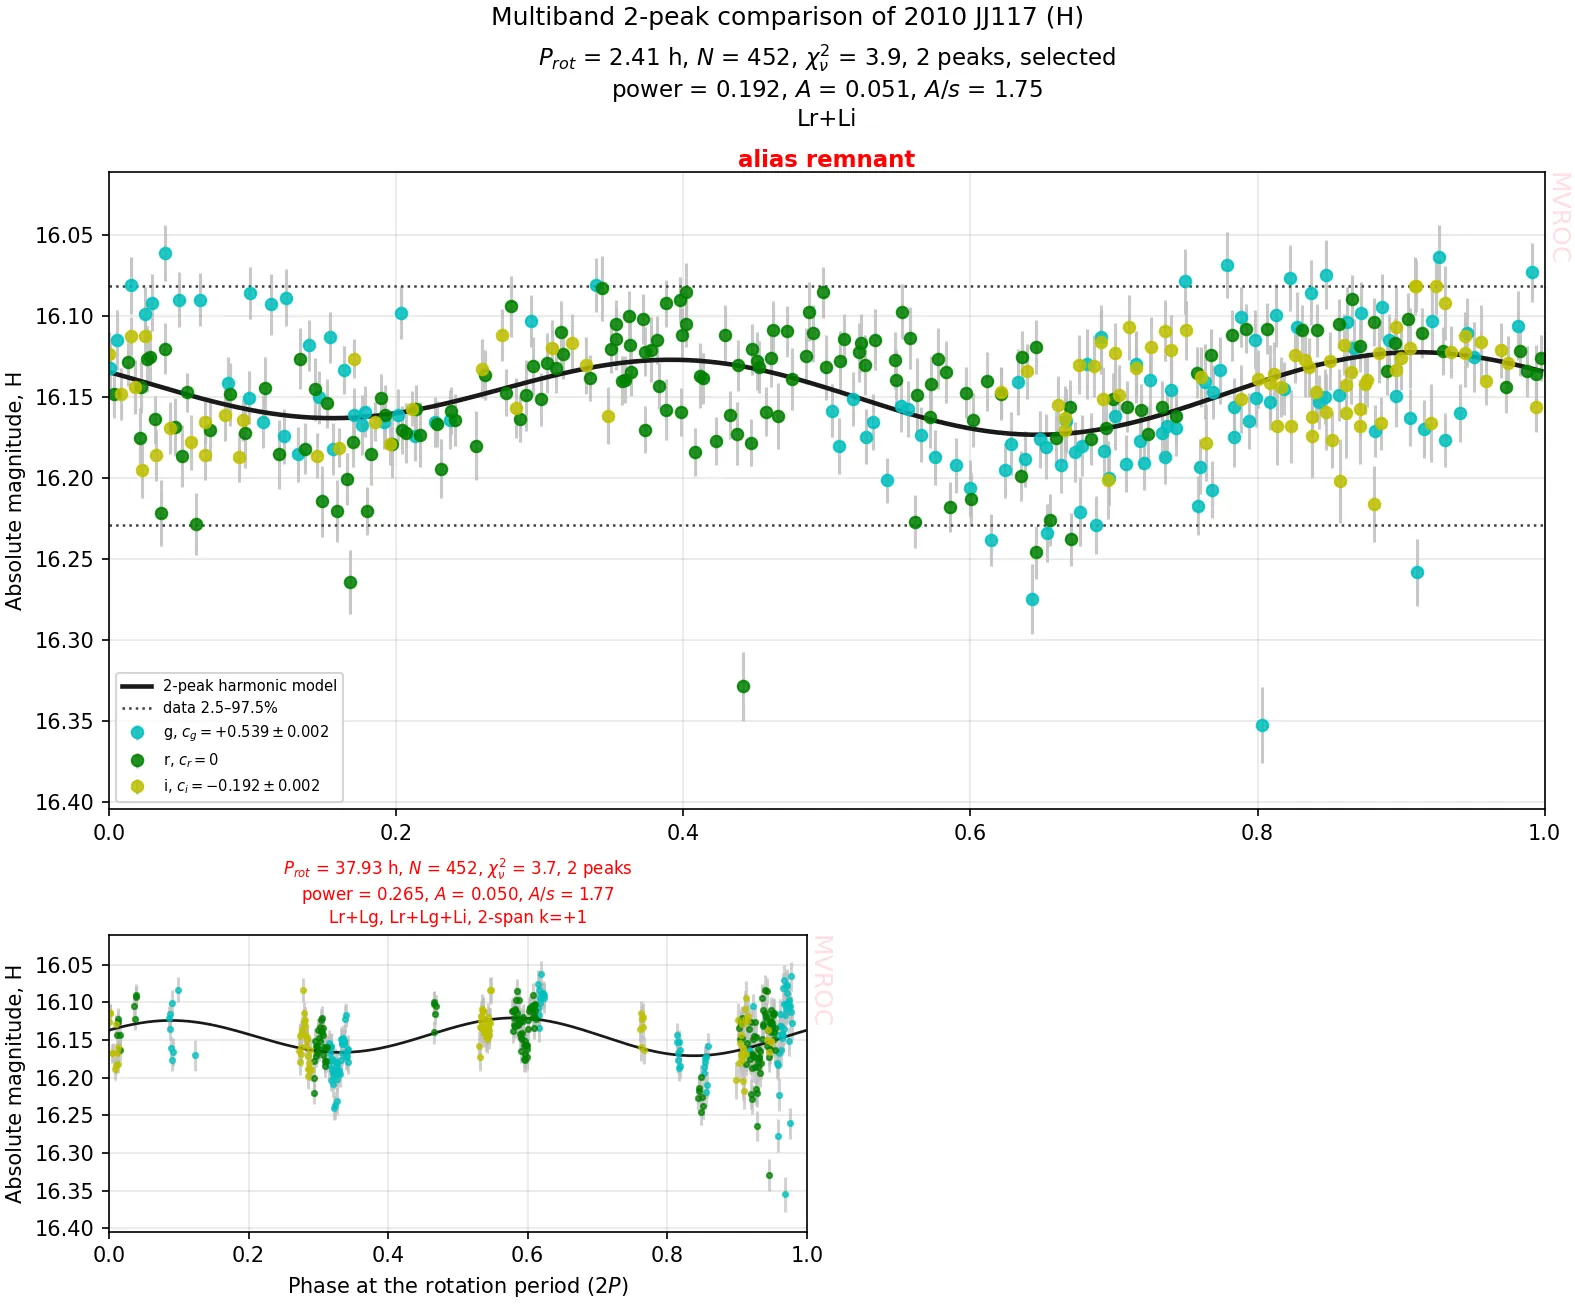 Multiband 2-peak comparison of 2010 JJ117 (H)
P_rot = 2.41 h, N = 452, χ²_ν = 3.9, 2 peaks, selected
power = 0.192, A = 0.051, A/s = 1.75
Lr+Li
alias remnant
MVROC
Absolute magnitude, H
16.05
16.10
16.15
16.20
16.25
16.30
16.35
16.40
2-peak harmonic model
data 2.5–97.5%
g, c_g = +0.539 ± 0.002
r, c_r = 0
i, c_i = −0.192 ± 0.002
0.0 0.2 0.4 0.6 0.8 1.0
P_rot = 37.93 h, N = 452, χ²_ν = 3.7, 2 peaks
power = 0.265, A = 0.050, A/s = 1.77
Lr+Lg, Lr+Lg+Li, 2-span k=+1
MVROC
Absolute magnitude, H
16.05
16.10
16.15
16.20
16.25
16.30
16.35
16.40
0.0 0.2 0.4 0.6 0.8 1.0
Phase at the rotation period (2P)